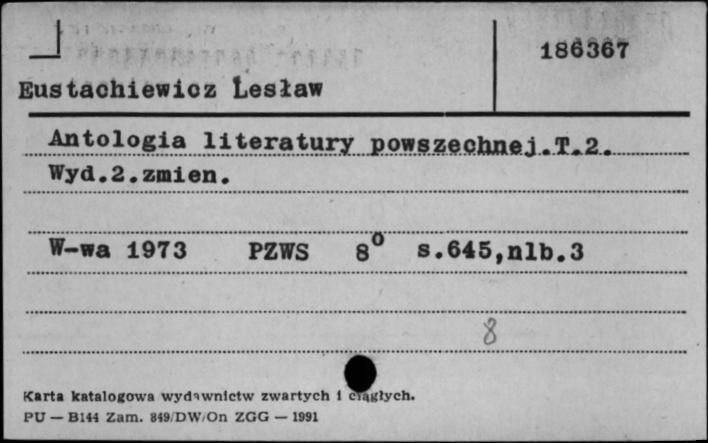 186367
Eustachiewicz Lesław
Antologia literatury powszechnej.T.2.
Wyd.2.zmien.
W-wa 1973 PZWS 8° s.645,nlb.3
8
Karta katalogowa wydawnictw zwartych i ciągłych.
PU — B144 Zam. 849/DW/On ZGG — 1991